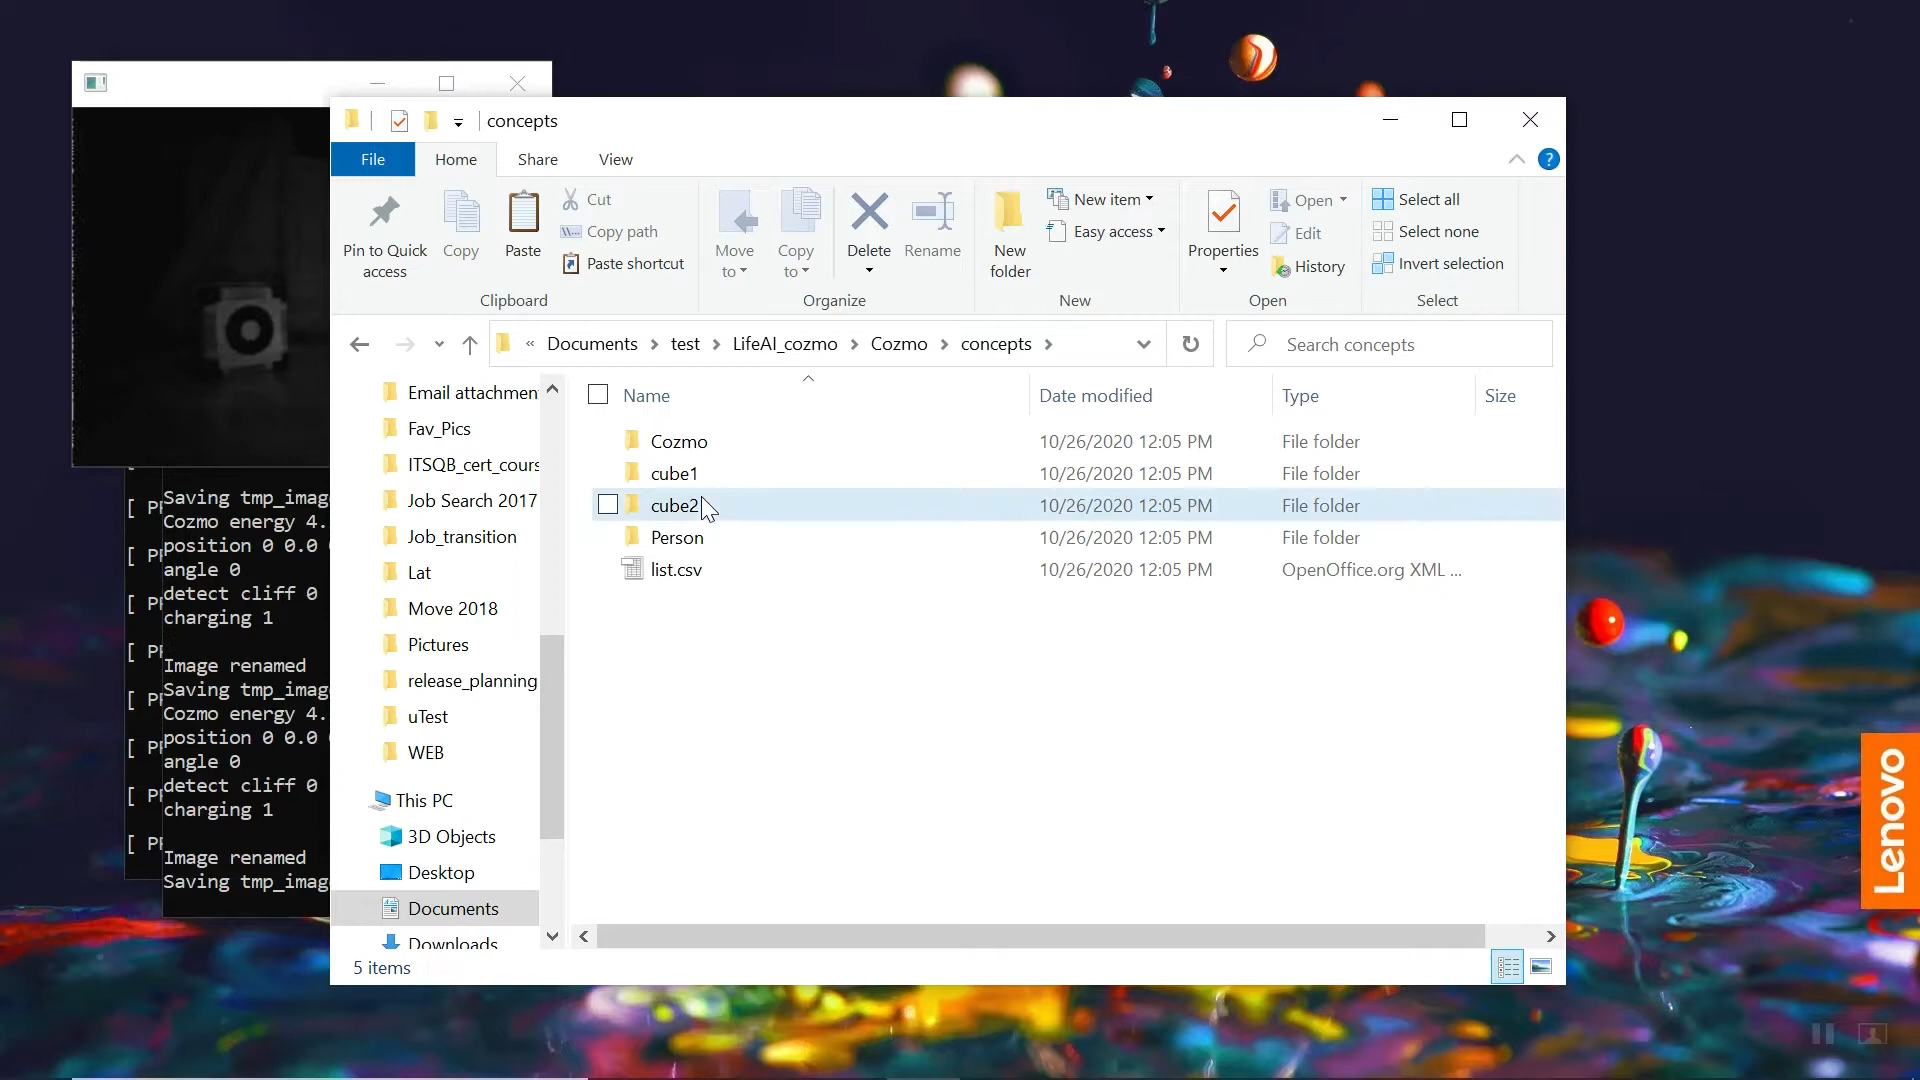 concepts
File Home Share View
Pin to Quick access
Copy
Paste
Cut
Copy path
Paste shortcut
Clipboard
Move to
Copy to
Delete
Rename
Organize
New folder
New item
Easy access
New
Properties
Open
Edit
History
Open
Select all
Select none
Invert selection
Select
« Documents > test > LifeAI_cozmo > Cozmo > concepts >
Search concepts
Email attachmen
Fav_Pics
ITSQB_cert_cours
Job Search 2017
Job_transition
Lat
Move 2018
Pictures
release_planning
uTest
WEB
This PC
3D Objects
Desktop
Documents
Downloads
Name Date modified Type Size
Cozmo 10/26/2020 12:05 PM File folder
cube1 10/26/2020 12:05 PM File folder
cube2 10/26/2020 12:05 PM File folder
Person 10/26/2020 12:05 PM File folder
list.csv 10/26/2020 12:05 PM OpenOffice.org XML ...
5 items
Saving tmp_imag
Cozmo energy 4.
position 0 0.0
angle 0
detect cliff 0
charging 1
Image renamed
Saving tmp_imag
Cozmo energy 4.
position 0 0.0
angle 0
detect cliff 0
charging 1
Image renamed
Saving tmp_imag
Lenovo